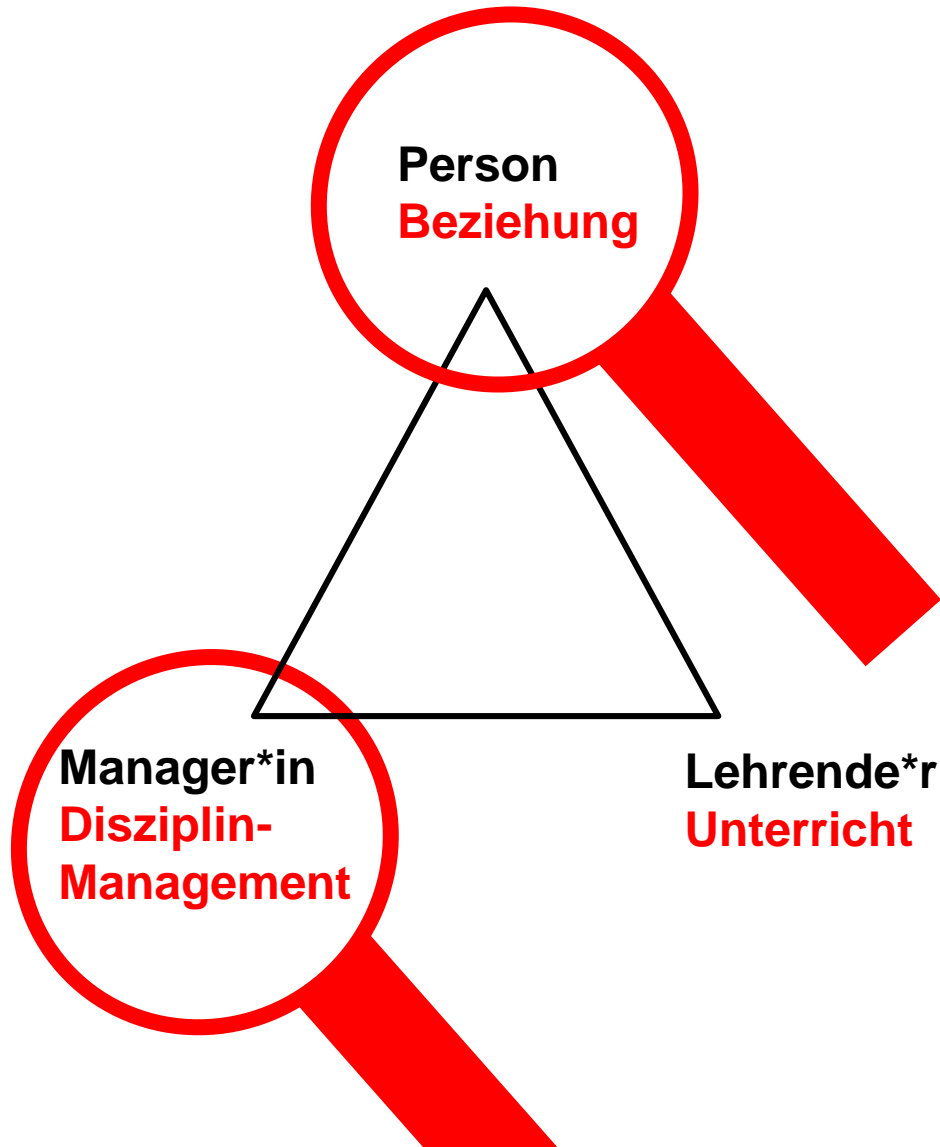 Person
Beziehung
Manager*in
Disziplin-
Management
Lehrende*r
Unterricht